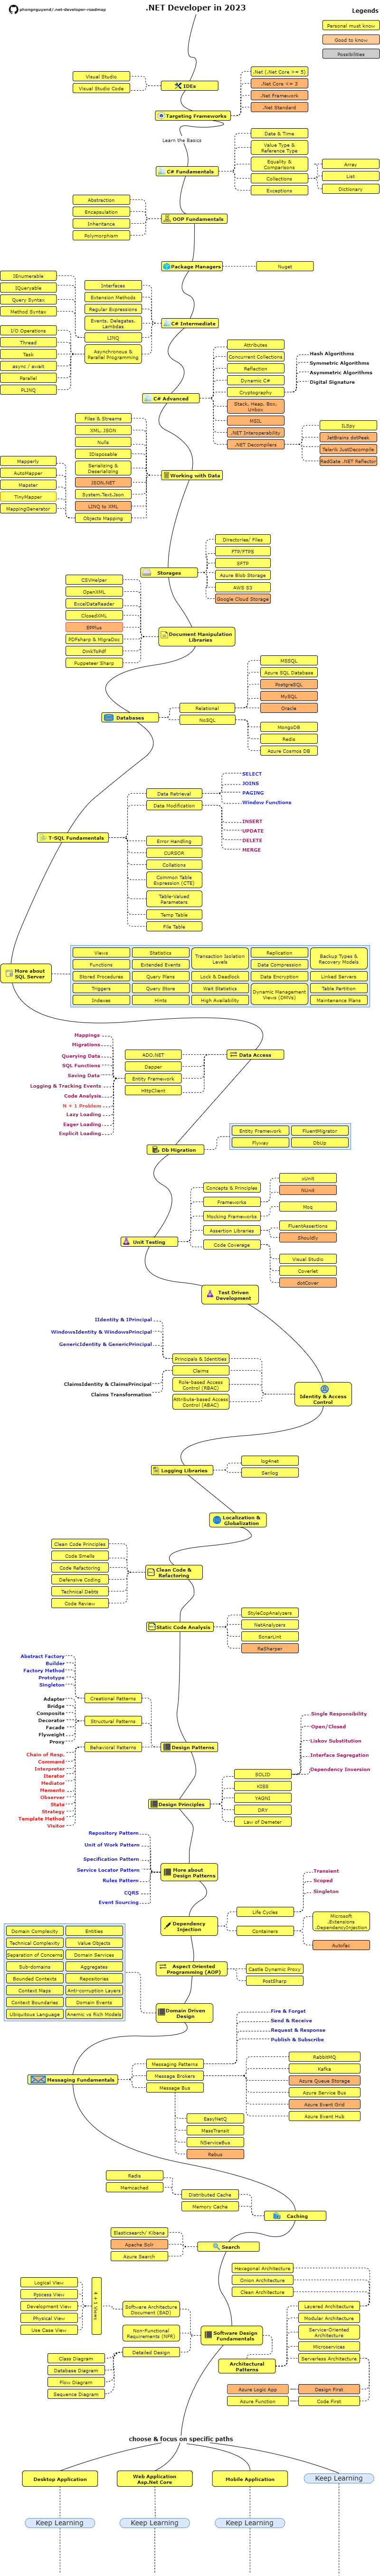 phongnguyend/.net-developer-roadmap
.NET Developer in 2023
Legends
Personal must know
Good to know
Possibilities
Visual Studio
Visual Studio Code
IDEs
.Net (.Net Core >= 5)
.Net Core <= 3
.Net Framework
.Net Standard
Targeting Frameworks
Learn the Basics
C# Fundamentals
Date & Time
Value Type &
Reference Type
Equality &
Comparisons
Collections
Exceptions
Array
List
Dictionary
Abstraction
Encapsulation
Inheritance
Polymorphism
OOP Fundamentals
Package Managers
Nuget
IEnumerable
IQueryable
Query Syntax
Method Syntax
I/O Operations
Thread
Task
async / await
Parallel
PLINQ
Interfaces
Extension Methods
Regular Expressions
Events, Delegates,
Lambdas
LINQ
Asynchronous &
Parallel Programming
C# Intermediate
C# Advanced
Attributes
Concurrent Collections
Reflection
Dynamic C#
Cryptography
Stack, Heap, Box,
Unbox
MSIL
.NET Interoperability
.NET Decompilers
Hash Algorithms
Symmetric Algorithms
Asymmetric Algorithms
Digital Signature
ILSpy
JetBrains dotPeek
Telerik JustDecompile
RedGate .NET Reflector
Files & Streams
XML, JSON
Nulls
IDisposable
Serializing &
Deserializing
JSON.NET
System.Text.Json
LINQ to XML
Objects Mapping
Mapperly
AutoMapper
Mapster
TinyMapper
MappingGenerator
Working with Data
Storages
Directories/ Files
FTP/FTPS
SFTP
Azure Blob Storage
AWS S3
Google Cloud Storage
CSVHelper
OpenXML
ExcelDataReader
ClosedXML
EPPlus
PDFsharp & MigraDoc
DinkToPdf
Puppeteer Sharp
Document Manipulation
Libraries
Databases
Relational
NoSQL
MSSQL
Azure SQL Database
PostgreSQL
MySQL
Oracle
MongoDB
Redis
Azure Cosmos DB
T-SQL Fundamentals
Data Retrieval
Data Modification
Error Handling
CURSOR
Collations
Common Table
Expression (CTE)
Table-Valued
Parameters
Temp Table
File Table
SELECT
JOINS
PAGING
Window Functions
INSERT
UPDATE
DELETE
MERGE
More about
SQL Server
Views
Statistics
Transaction Isolation
Levels
Replication
Backup Types &
Recovery Models
Functions
Extended Events
Data Compression
Stored Procedures
Query Plans
Lock & Deadlock
Data Encryption
Linked Servers
Triggers
Query Store
Wait Statistics
Dynamic Management
Views (DMVs)
Table Partition
Indexes
Hints
High Availability
Maintenance Plans
Mappings
Migrations
Querying Data
SQL Functions
Saving Data
Logging & Tracking Events
Code Analysis
N + 1 Problem
Lazy Loading
Eager Loading
Explicit Loading
ADO.NET
Dapper
Entity Framework
HttpClient
Data Access
Db Migration
Entity Framework
FluentMigrator
Flyway
DbUp
Unit Testing
Concepts & Principles
Frameworks
Mocking Frameworks
Assertion Libraries
Code Coverage
xUnit
NUnit
Moq
FluentAssertions
Shouldly
Visual Studio
Coverlet
dotCover
Test Driven
Development
IIdentity & IPrincipal
WindowsIdentity & WindowsPrincipal
GenericIdentity & GenericPrincipal
ClaimsIdentity & ClaimsPrincipal
Claims Transformation
Principals & Identities
Claims
Role-based Access
Control (RBAC)
Attribute-based Access
Control (ABAC)
Identity & Access
Control
Logging Libraries
log4net
Serilog
Localization &
Globalization
Clean Code Principles
Code Smells
Code Refactoring
Defensive Coding
Technical Debts
Code Review
Clean Code &
Refactoring
Static Code Analysis
StyleCopAnalyzers
NetAnalyzers
SonarLint
ReSharper
Abstract Factory
Builder
Factory Method
Prototype
Singleton
Adapter
Bridge
Composite
Decorator
Facade
Flyweight
Proxy
Chain of Resp.
Command
Interpreter
Iterator
Mediator
Memento
Observer
State
Strategy
Template Method
Visitor
Creational Patterns
Structural Patterns
Behavioral Patterns
Design Patterns
Design Principles
SOLID
KISS
YAGNI
DRY
Law of Demeter
Single Responsibility
Open/Closed
Liskov Substitution
Interface Segregation
Dependency Inversion
Repository Pattern
Unit of Work Pattern
Specification Pattern
Service Locator Pattern
Rules Pattern
CQRS
Event Sourcing
More about
Design Patterns
Dependency
Injection
Life Cycles
Containers
Transient
Scoped
Singleton
Microsoft
.Extensions
.DependencyInjection
Autofac
Aspect Oriented
Programming (AOP)
Castle Dynamic Proxy
PostSharp
Domain Complexity
Entities
Technical Complexity
Value Objects
Separation of Concerns
Domain Services
Sub-domains
Aggregates
Bounded Contexts
Repositories
Context Maps
Anti-corruption Layers
Context Boundaries
Domain Events
Ubiquitous Language
Anemic vs Rich Models
Domain Driven
Design
Messaging Fundamentals
Messaging Patterns
Message Brokers
Message Bus
Fire & Forget
Send & Receive
Request & Response
Publish & Subscribe
RabbitMQ
Kafka
Azure Queue Storage
Azure Service Bus
Azure Event Grid
Azure Event Hub
EasyNetQ
MassTransit
NServiceBus
Rebus
Redis
Memcached
Distributed Cache
Memory Cache
Caching
Elasticsearch/ Kibana
Apache Solr
Azure Search
Search
Logical View
Process View
Development View
Physical View
Use Case View
4 + 1 Views
Software Architecture
Document (SAD)
Non-Functional
Requirements (NFR)
Detailed Design
Class Diagram
Database Diagram
Flow Diagram
Sequence Diagram
Software Design
Fundamentals
Architectural
Patterns
Hexagonal Architecture
Onion Architecture
Clean Architecture
Layered Architecture
Modular Architecture
Service-Oriented
Architecture
Microservices
Serverless Architecture
Azure Logic App
Design First
Azure Function
Code First
choose & focus on specific paths
Desktop Application
Web Application
Asp.Net Core
Mobile Application
Keep Learning
Keep Learning
Keep Learning
Keep Learning